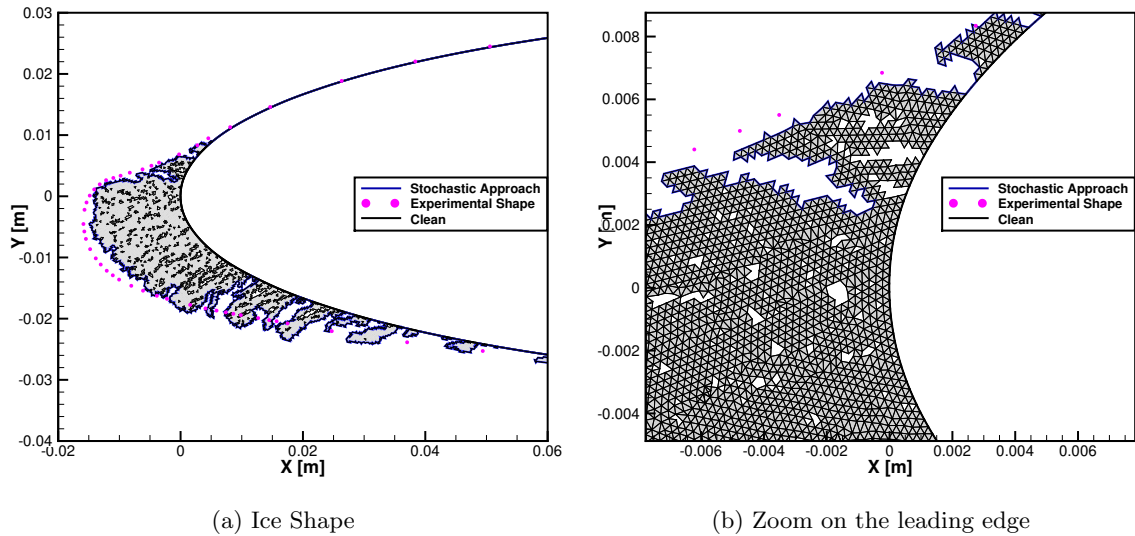 0.03
0.02
0.01
0
-0.01
-0.02
-0.03
-0.04
Y [m]
-0.02 0 0.02 0.04 0.06
X [m]
Stochastic Approach
Experimental Shape
Clean
(a) Ice Shape
0.008
0.006
0.004
0.002
0
-0.002
-0.004
Y [m]
-0.006 -0.004 -0.002 0 0.002 0.004 0.006
X [m]
Stochastic Approach
Experimental Shape
Clean
(b) Zoom on the leading edge